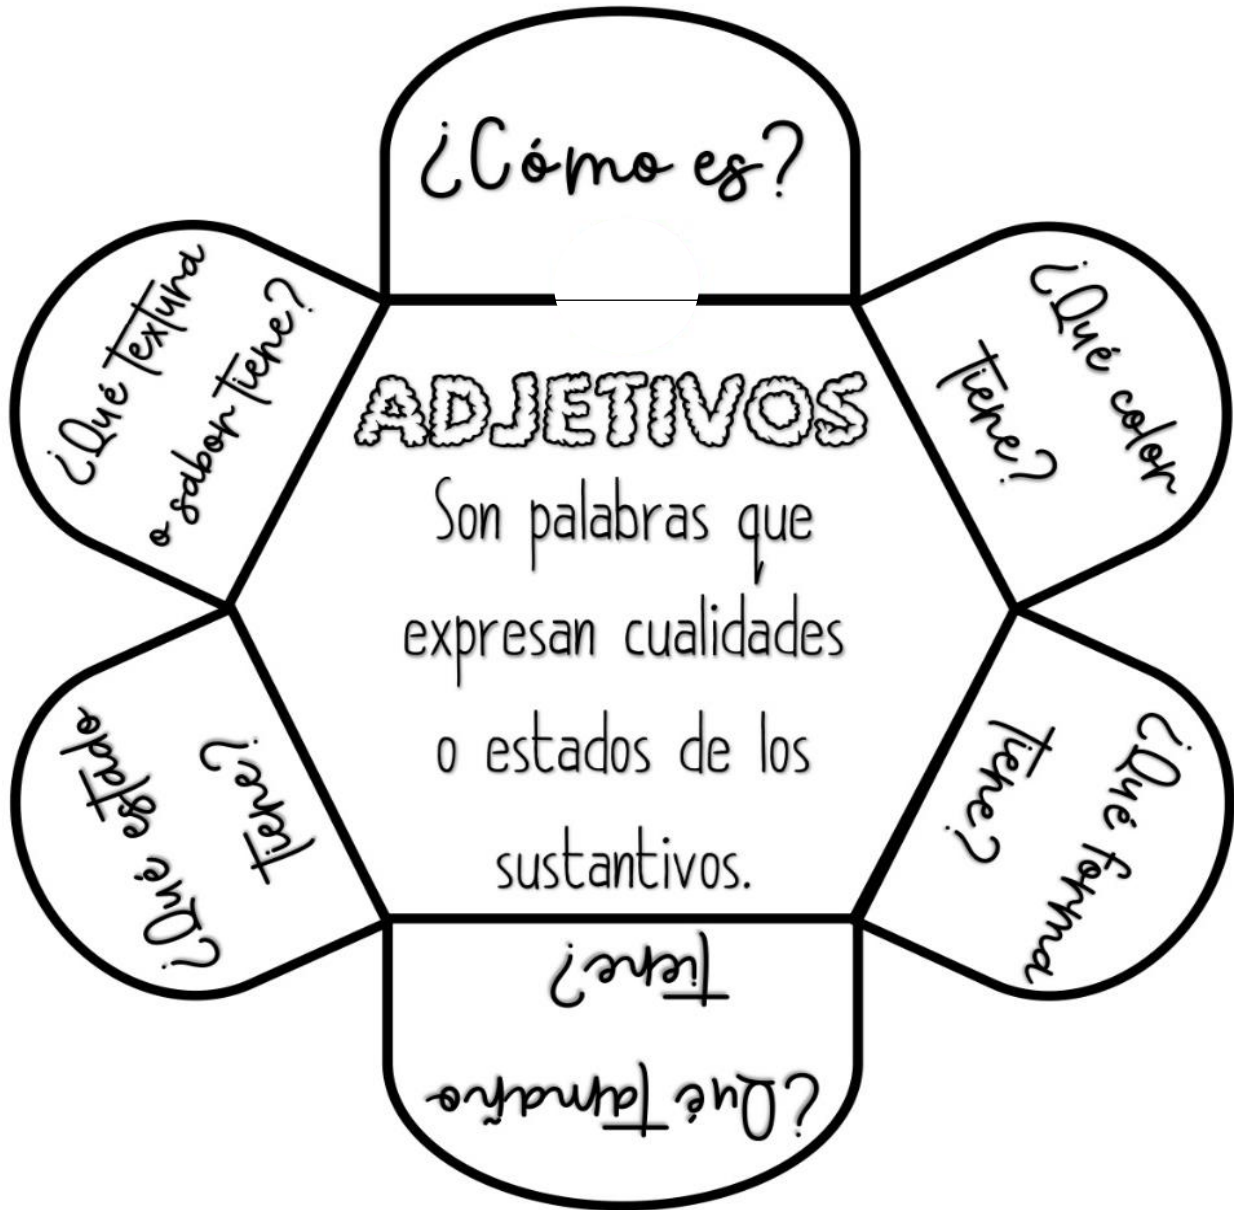 ¿Cómo es?
¿Qué color
tiene?
¿Qué forma
tiene?
¿Qué tamaño
tiene?
¿Qué estado
tiene?
¿Qué textura
o sabor tiene?
ADJETIVOS
Son palabras que
expresan cualidades
o estados de los
sustantivos.